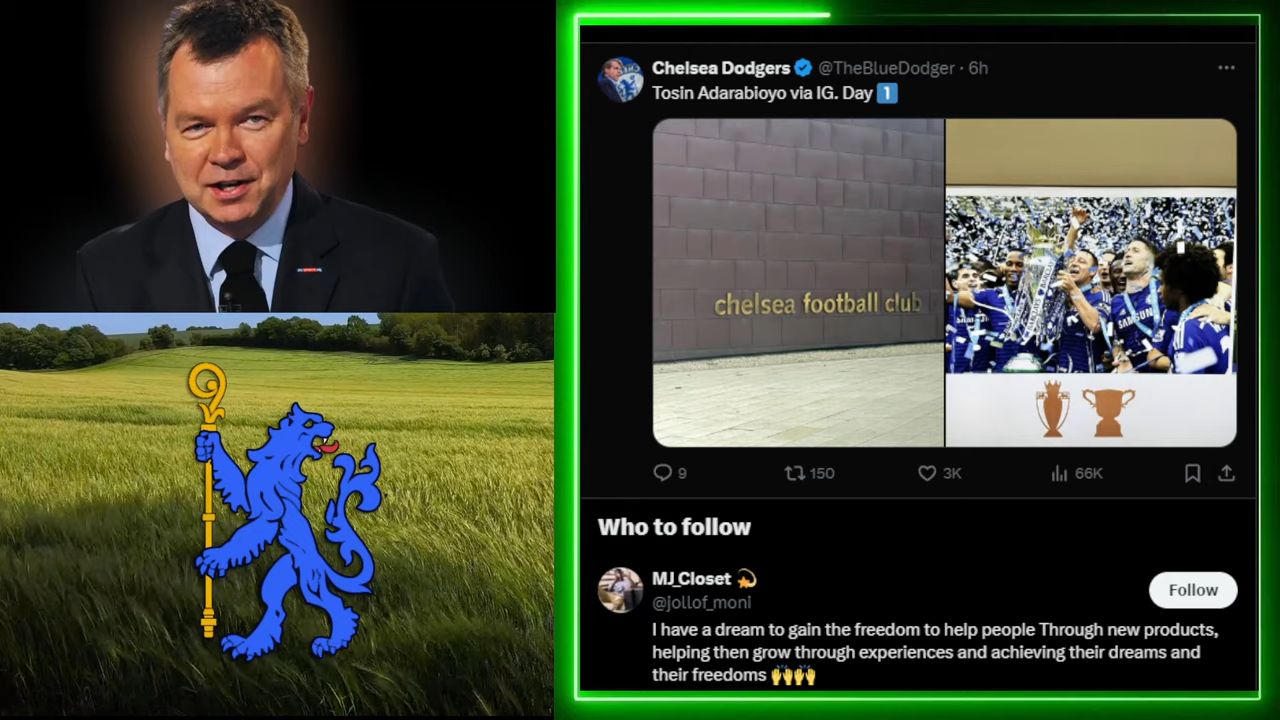 Chelsea Dodgers @TheBlueDodger · 6h
Tosin Adarabioyo via IG. Day 1️⃣
chelsea football club
SAMSUNG
9
150
3K
66K
Who to follow
MJ_Closet 💫
@jollof_moni
Follow
I have a dream to gain the freedom to help people Through new products,
helping then grow through experiences and achieving their dreams and
their freedoms 🙌🙌